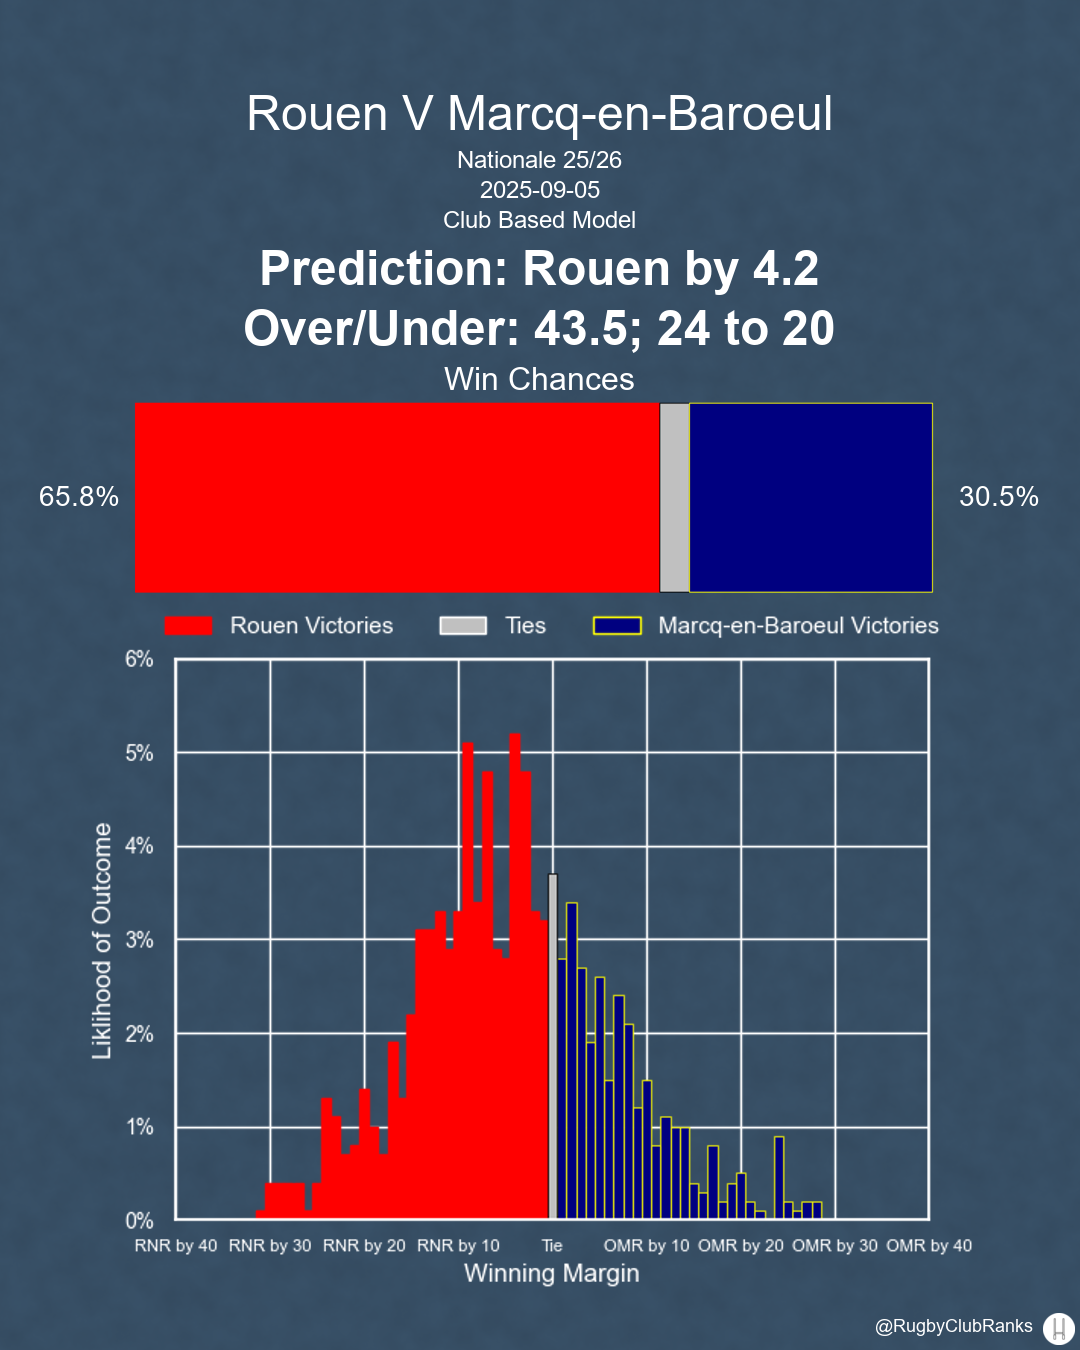 Rouen V Marcq-en-Baroeul
Nationale 25/26
2025-09-05
Club Based Model
Prediction: Rouen by 4.2
Over/Under: 43.5; 24 to 20
Win Chances
65.8%
30.5%
Rouen Victories
Ties
Marcq-en-Baroeul Victories
6%
5%
4%
3%
2%
1%
0%
Liklihood of Outcome
RNR by 40
RNR by 30
RNR by 20
RNR by 10
Tie
OMR by 10
OMR by 20
OMR by 30
OMR by 40
Winning Margin
@RugbyClubRanks